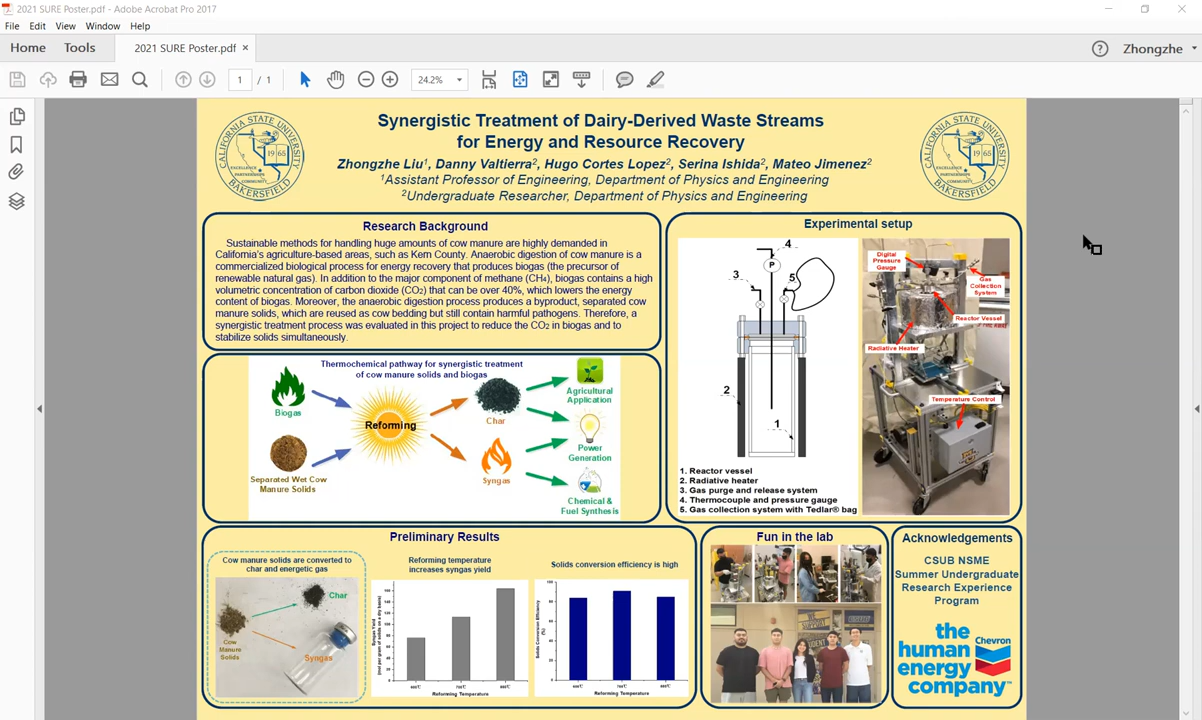 2021 SURE Poster.pdf - Adobe Acrobat Pro 2017
File Edit View Window Help
Home Tools 2021 SURE Poster.pdf × Zhongzhe
1 / 1 24.2%
CALIFORNIA STATE UNIVERSITY
BAKERSFIELD
1965
Synergistic Treatment of Dairy-Derived Waste Streams
for Energy and Resource Recovery
Zhongzhe Liu¹, Danny Valtierra², Hugo Cortes Lopez², Serina Ishida², Mateo Jimenez²
¹Assistant Professor of Engineering, Department of Physics and Engineering
²Undergraduate Researcher, Department of Physics and Engineering
CALIFORNIA STATE UNIVERSITY
BAKERSFIELD
1965
Research Background
Sustainable methods for handling huge amounts of cow manure are highly demanded in
California's agriculture-based areas, such as Kern County. Anaerobic digestion of cow manure is a
commercialized biological process for energy recovery that produces biogas (the precursor of
renewable natural gas). In addition to the major component of methane (CH₄), biogas contains a high
volumetric concentration of carbon dioxide (CO₂) that can be over 40%, which lowers the energy
content of biogas. Moreover, the anaerobic digestion process produces a byproduct, separated cow
manure solids, which are reused as cow bedding but still contain harmful pathogens. Therefore, a
synergistic treatment process was evaluated in this project to reduce the CO₂ in biogas and to
stabilize solids simultaneously.
Thermochemical pathway for synergistic treatment
of cow manure solids and biogas
Biogas
Separated Wet Cow
Manure Solids
Reforming
Char
Syngas
Agricultural
Application
Power
Generation
Chemical &
Fuel Synthesis
Experimental setup
4
P
3
5
2
1
1. Reactor vessel
2. Radiative heater
3. Gas purge and release system
4. Thermocouple and pressure gauge
5. Gas collection system with Tedlar® bag
Digital
Pressure
Gauge
Gas
Collection
System
Reactor Vessel
Radiative Heater
Temperature Control
Preliminary Results
Cow manure solids are converted to
char and energetic gas
Char
Cow
Manure
Solids
Syngas
Reforming temperature
increases syngas yield
Reforming Temperature
Solids conversion efficiency is high
Solids Conversion Efficiency
(%)
Reforming Temperature
Fun in the lab
Acknowledgements
CSUB NSME
Summer Undergraduate
Research Experience
Program
the
human
energy
company™
Chevron